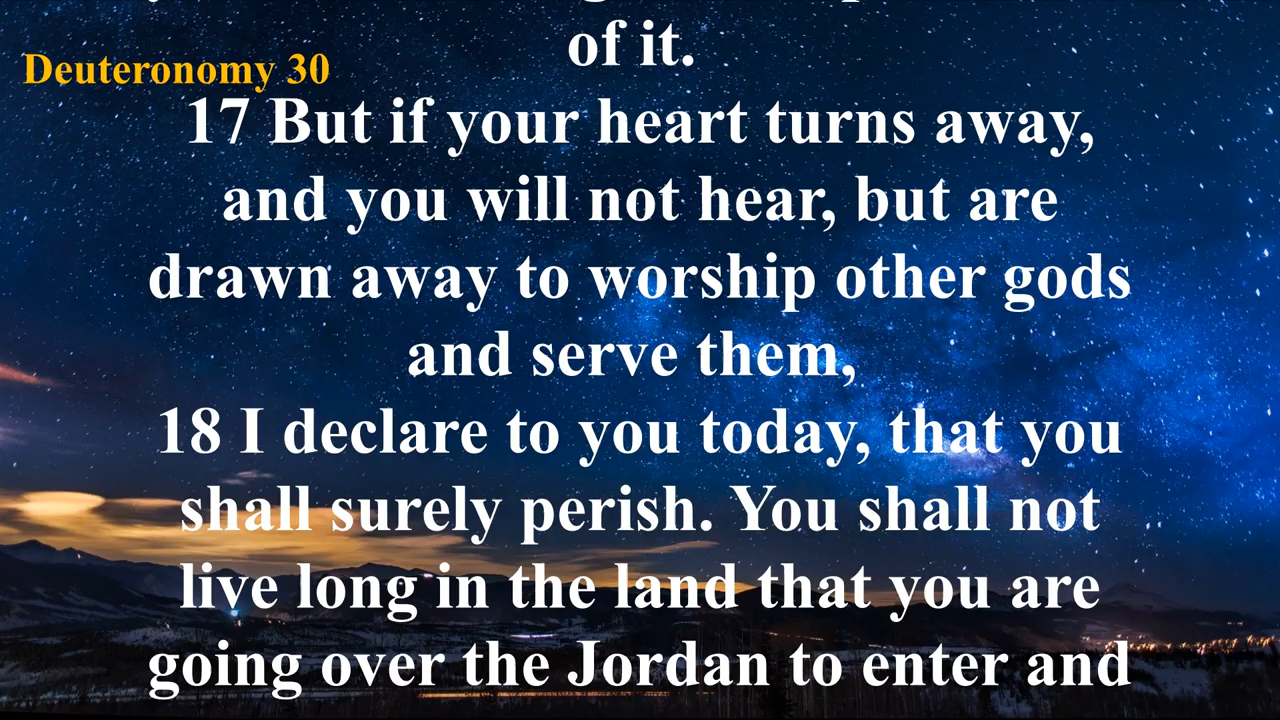 of it.
Deuteronomy 30
17 But if your heart turns away,
and you will not hear, but are
drawn away to worship other gods
and serve them,
18 I declare to you today, that you
shall surely perish. You shall not
live long in the land that you are
going over the Jordan to enter and